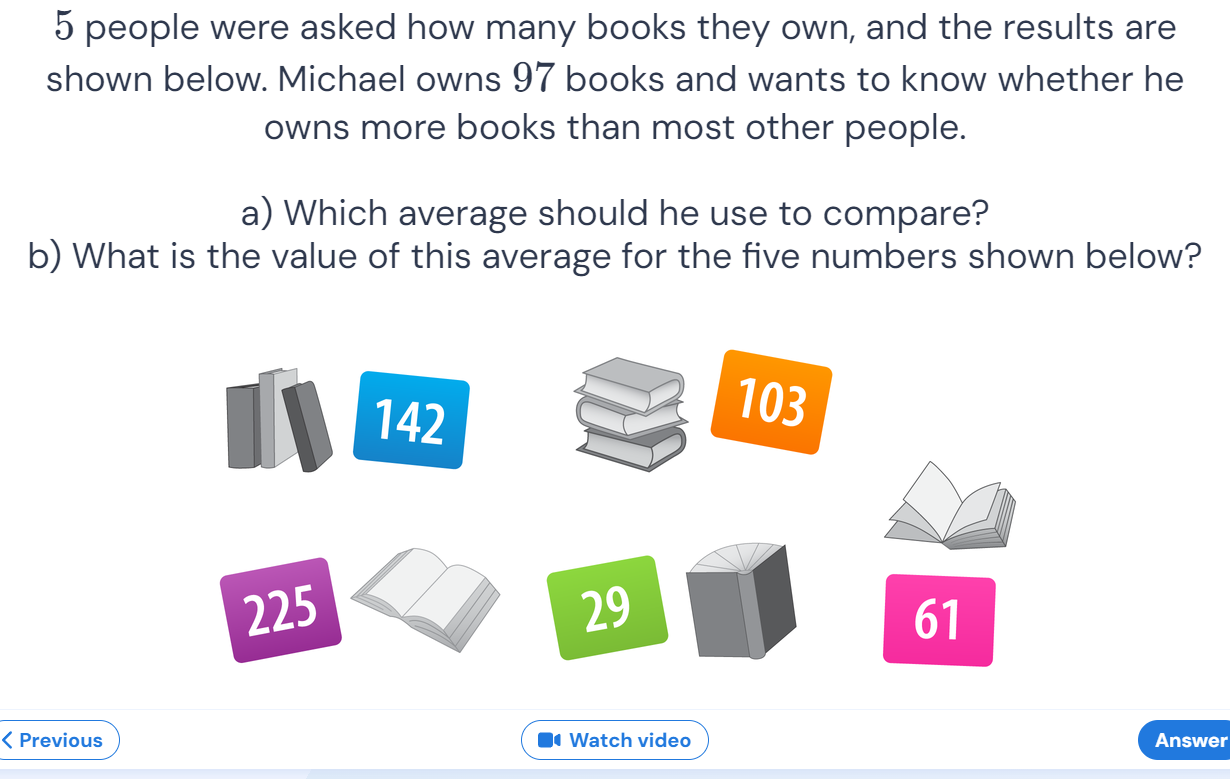 5 people were asked how many books they own, and the results are
shown below. Michael owns 97 books and wants to know whether he
owns more books than most other people.
a) Which average should he use to compare?
b) What is the value of this average for the five numbers shown below?
142
103
225
29
61
Previous
Watch video
Answer